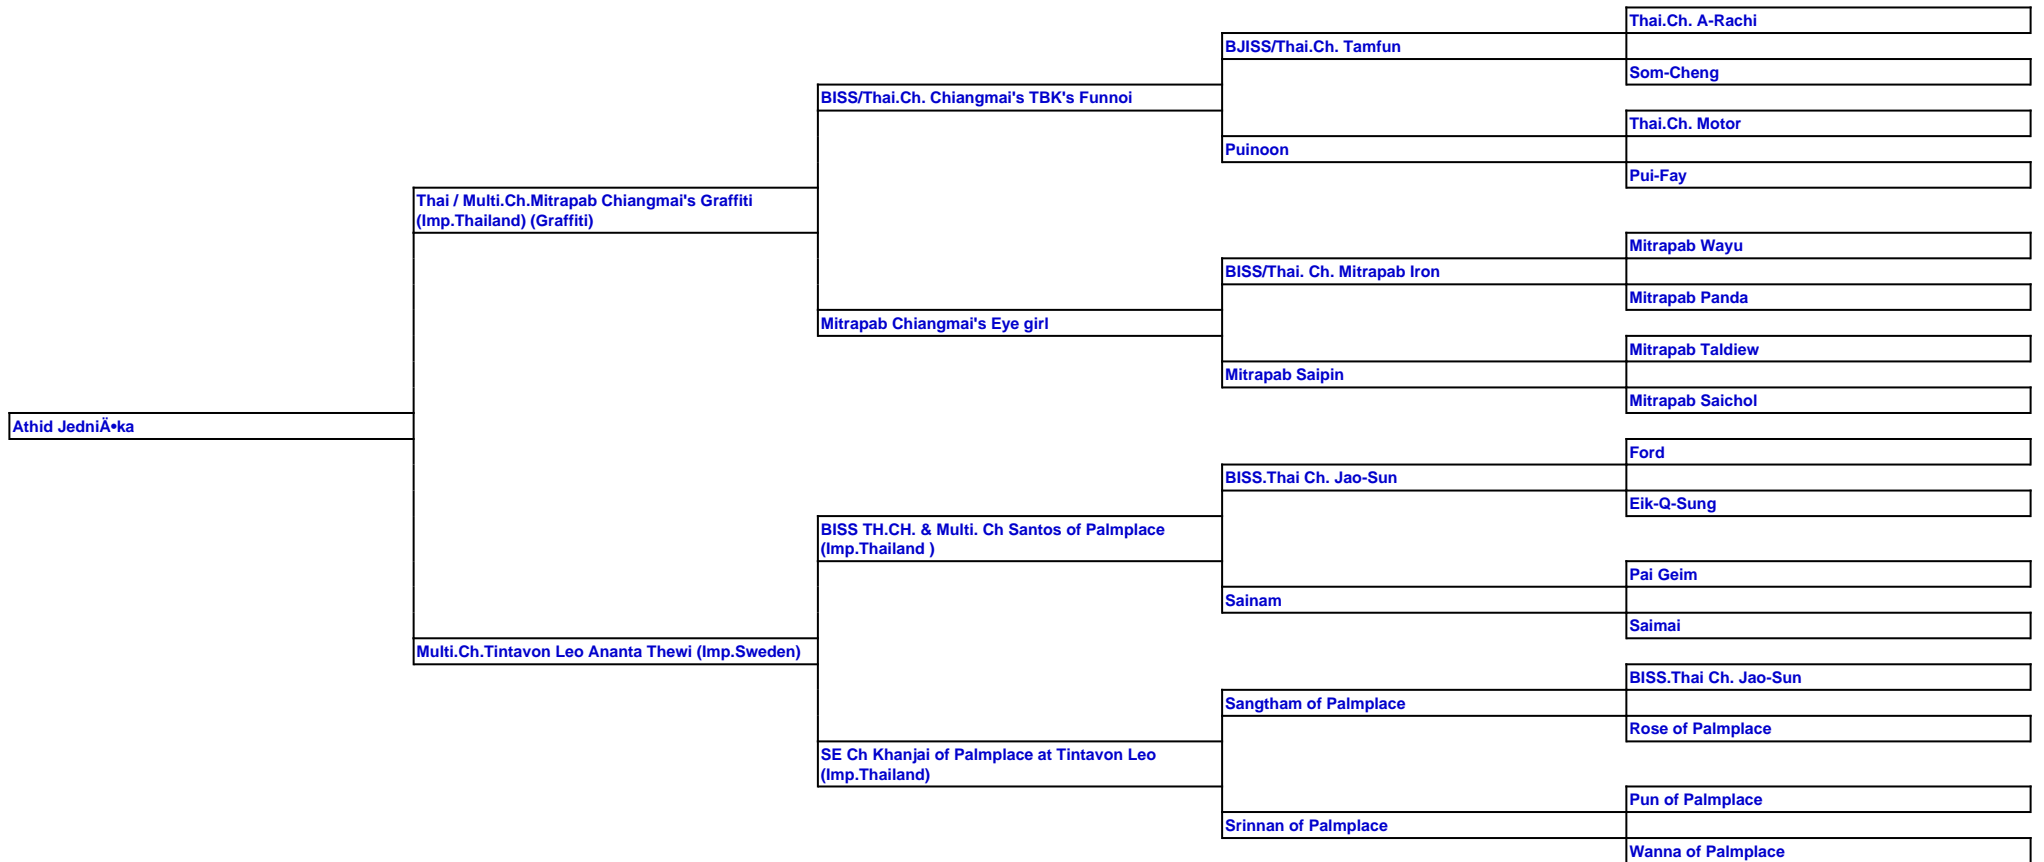 Thai.Ch. A-Rachi
BJISS/Thai.Ch. Tamfun
Som-Cheng
BISS/Thai.Ch. Chiangmai's TBK's Funnoi
Thai.Ch. Motor
Puinoon
Pui-Fay
Thai / Multi.Ch.Mitrapab Chiangmai's Graffiti
(Imp.Thailand) (Graffiti)
Mitrapab Wayu
BISS/Thai. Ch. Mitrapab Iron
Mitrapab Panda
Mitrapab Chiangmai's Eye girl
Mitrapab Taldiew
Mitrapab Saipin
Mitrapab Saichol
Athid JedniÄ•ka
Ford
BISS.Thai Ch. Jao-Sun
Eik-Q-Sung
BISS TH.CH. & Multi. Ch Santos of Palmplace
(Imp.Thailand )
Pai Geim
Sainam
Saimai
Multi.Ch.Tintavon Leo Ananta Thewi (Imp.Sweden)
BISS.Thai Ch. Jao-Sun
Sangtham of Palmplace
Rose of Palmplace
SE Ch Khanjai of Palmplace at Tintavon Leo
(Imp.Thailand)
Pun of Palmplace
Srinnan of Palmplace
Wanna of Palmplace